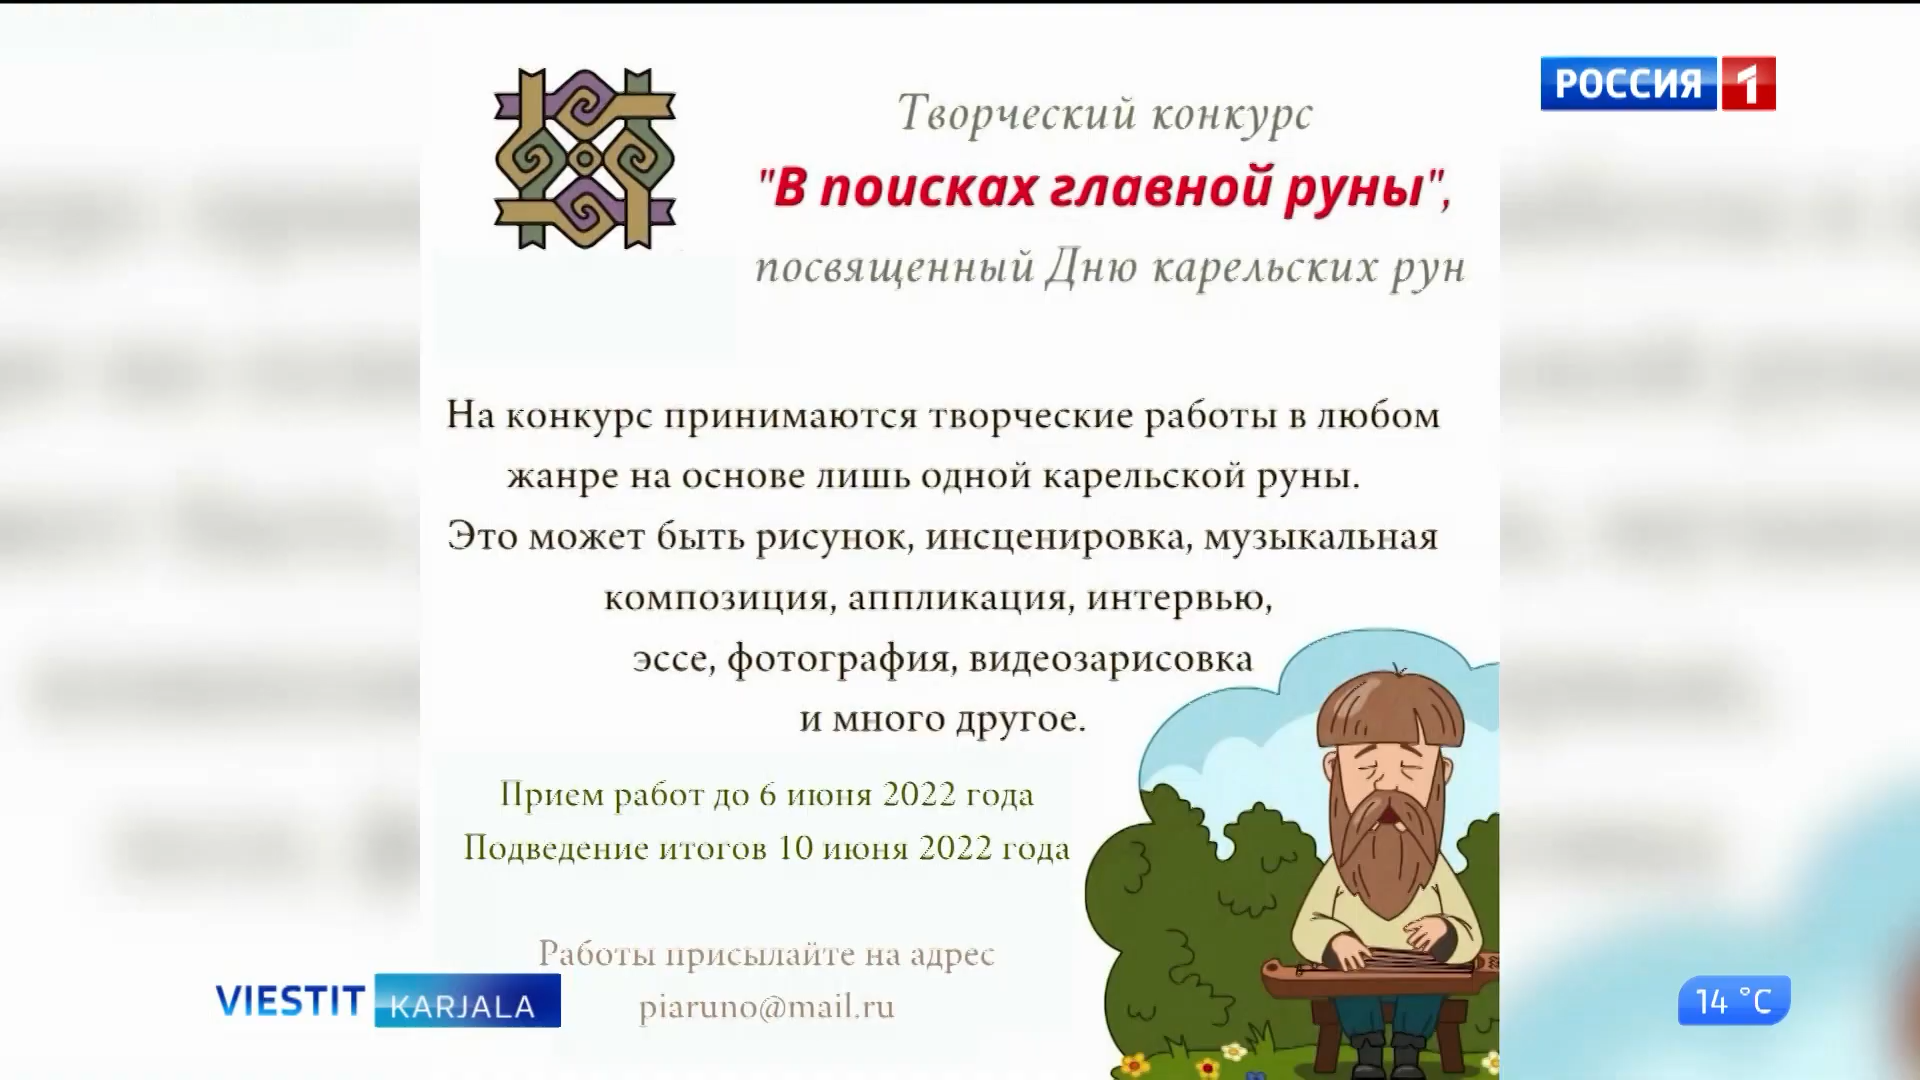 РОССИЯ 1
Творческий конкурс
"В поисках главной руны",
посвященный Дню карельских рун
На конкурс принимаются творческие работы в любом
жанре на основе лишь одной карельской руны.
Это может быть рисунок, инсценировка, музыкальная
композиция, аппликация, интервью,
эссе, фотография, видеозарисовка
и много другое.
Прием работ до 6 июня 2022 года
Подведение итогов 10 июня 2022 года
Работы присылайте на адрес
piaruno@mail.ru
VIESTIT KARJALA
14 °C